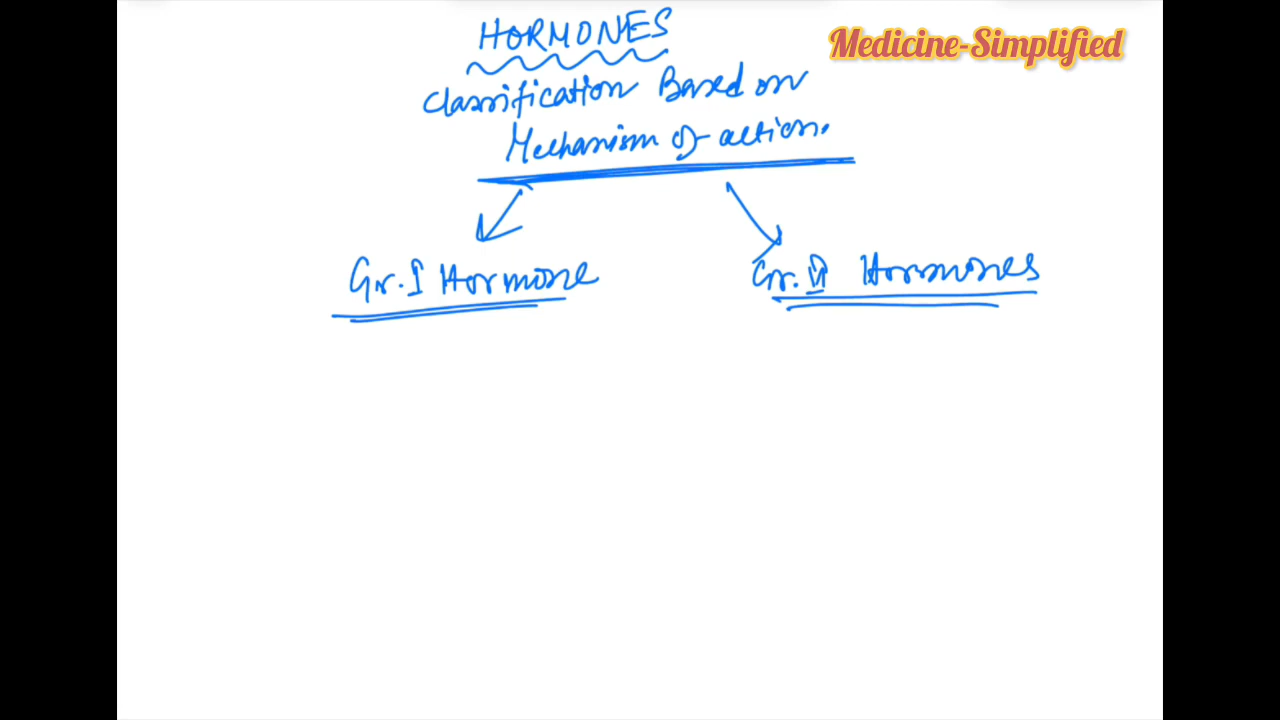 HORMONES
Medicine-Simplified
Classification Based on
Mechanism of action.
Gr. I Hormone
Gr. II Hormones